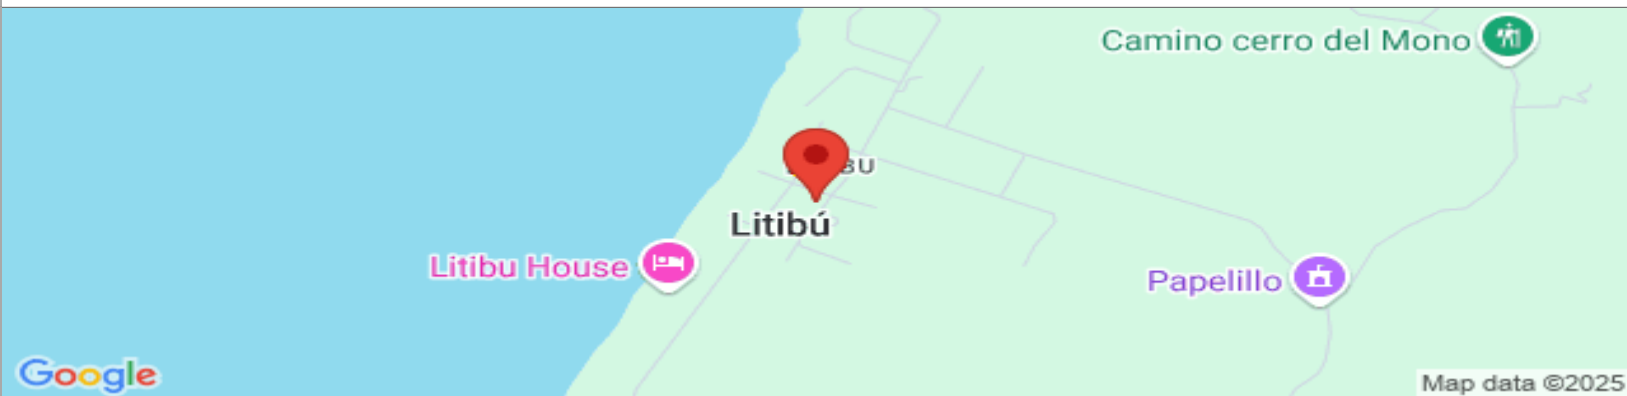 Camino cerro del Mono
Litibú
Litibu House
Papelillo
Google
Map data ©2025